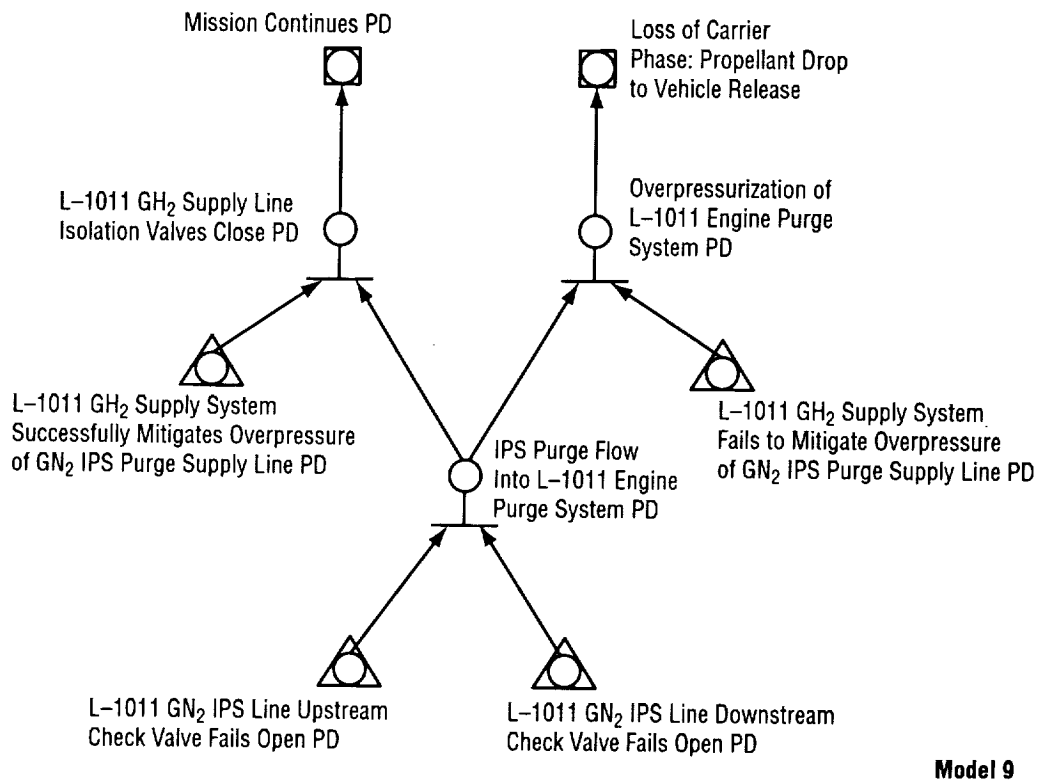 Mission Continues PD
Loss of Carrier
Phase: Propellant Drop
to Vehicle Release
L–1011 GH₂ Supply Line
Isolation Valves Close PD
Overpressurization of
L–1011 Engine Purge
System PD
L–1011 GH₂ Supply System
Successfully Mitigates Overpressure
of GN₂ IPS Purge Supply Line PD
L–1011 GH₂ Supply System
Fails to Mitigate Overpressure
of GN₂ IPS Purge Supply Line PD
IPS Purge Flow
Into L–1011 Engine
Purge System PD
L–1011 GN₂ IPS Line Upstream
Check Valve Fails Open PD
L–1011 GN₂ IPS Line Downstream
Check Valve Fails Open PD
Model 9